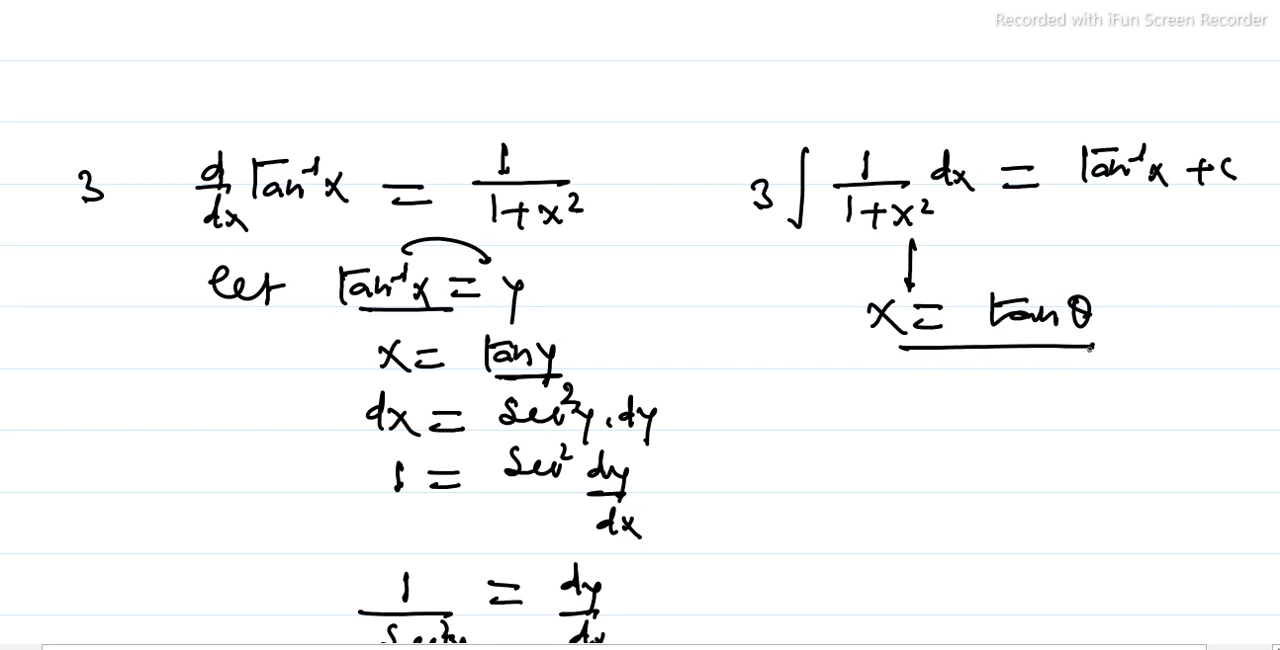 Recorded with iFun Screen Recorder
3 d/dx tan⁻¹x = 1/(1+x²)
let tan⁻¹x = y
x = tan y
dx = sec²y . dy
1 = sec² dy/dx
1/sec²y = dy/dx
3 ∫ 1/(1+x²) dx = tan⁻¹x + c
x = tan θ